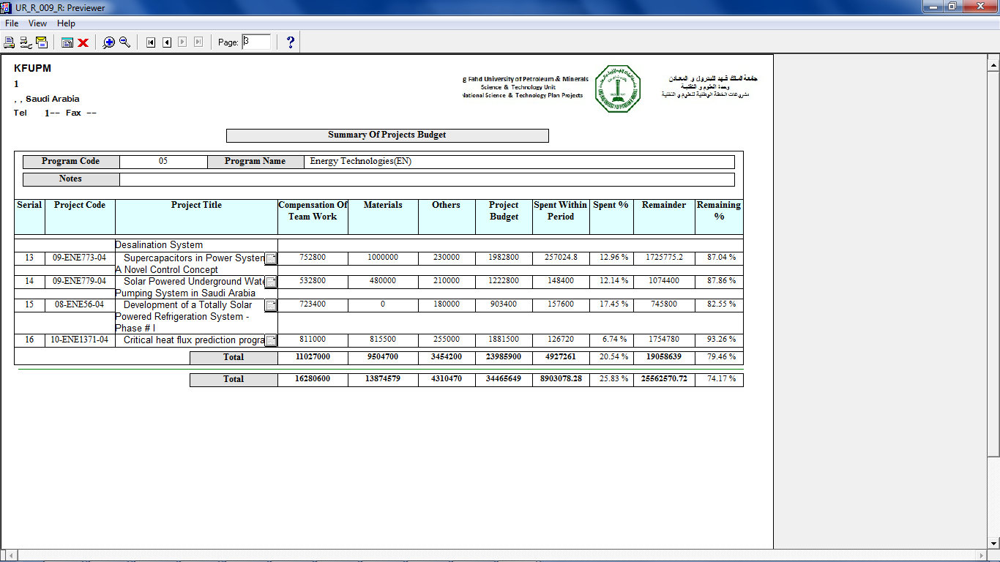 UR_R_009_R: Previewer
File View Help
Page: 3
KFUPM
1
, , Saudi Arabia
Tel 1-- Fax --
g Fahd University of Petroleum & Minerals
Science & Technology Unit
National Science & Technology Plan Projects
جامعة الملك فهد للبترول و المعادن
وحدة العلوم و التقنية
مشروعات الخطة الوطنية للعلوم و التقنية
Summary Of Projects Budget
Program Code 05 Program Name Energy Technologies(EN)
Notes
Serial Project Code Project Title Compensation Of Team Work Materials Others Project Budget Spent Within Period Spent % Remainder Remaining %
Desalination System
13 09-ENE773-04 Supercapacitors in Power System 752800 1000000 230000 1982800 257024.8 12.96 % 1725775.2 87.04 %
A Novel Control Concept
14 09-ENE779-04 Solar Powered Underground Wate 532800 480000 210000 1222800 148400 12.14 % 1074400 87.86 %
Pumping System in Saudi Arabia
15 08-ENE56-04 Development of a Totally Solar 723400 0 180000 903400 157600 17.45 % 745800 82.55 %
Powered Refrigeration System -
Phase # I
16 10-ENE1371-04 Critical heat flux prediction progra 811000 815500 255000 1881500 126720 6.74 % 1754780 93.26 %
Total 11027000 9504700 3454200 23985900 4927261 20.54 % 19058639 79.46 %
Total 16280600 13874579 4310470 34465649 8903078.28 25.83 % 25562570.72 74.17 %